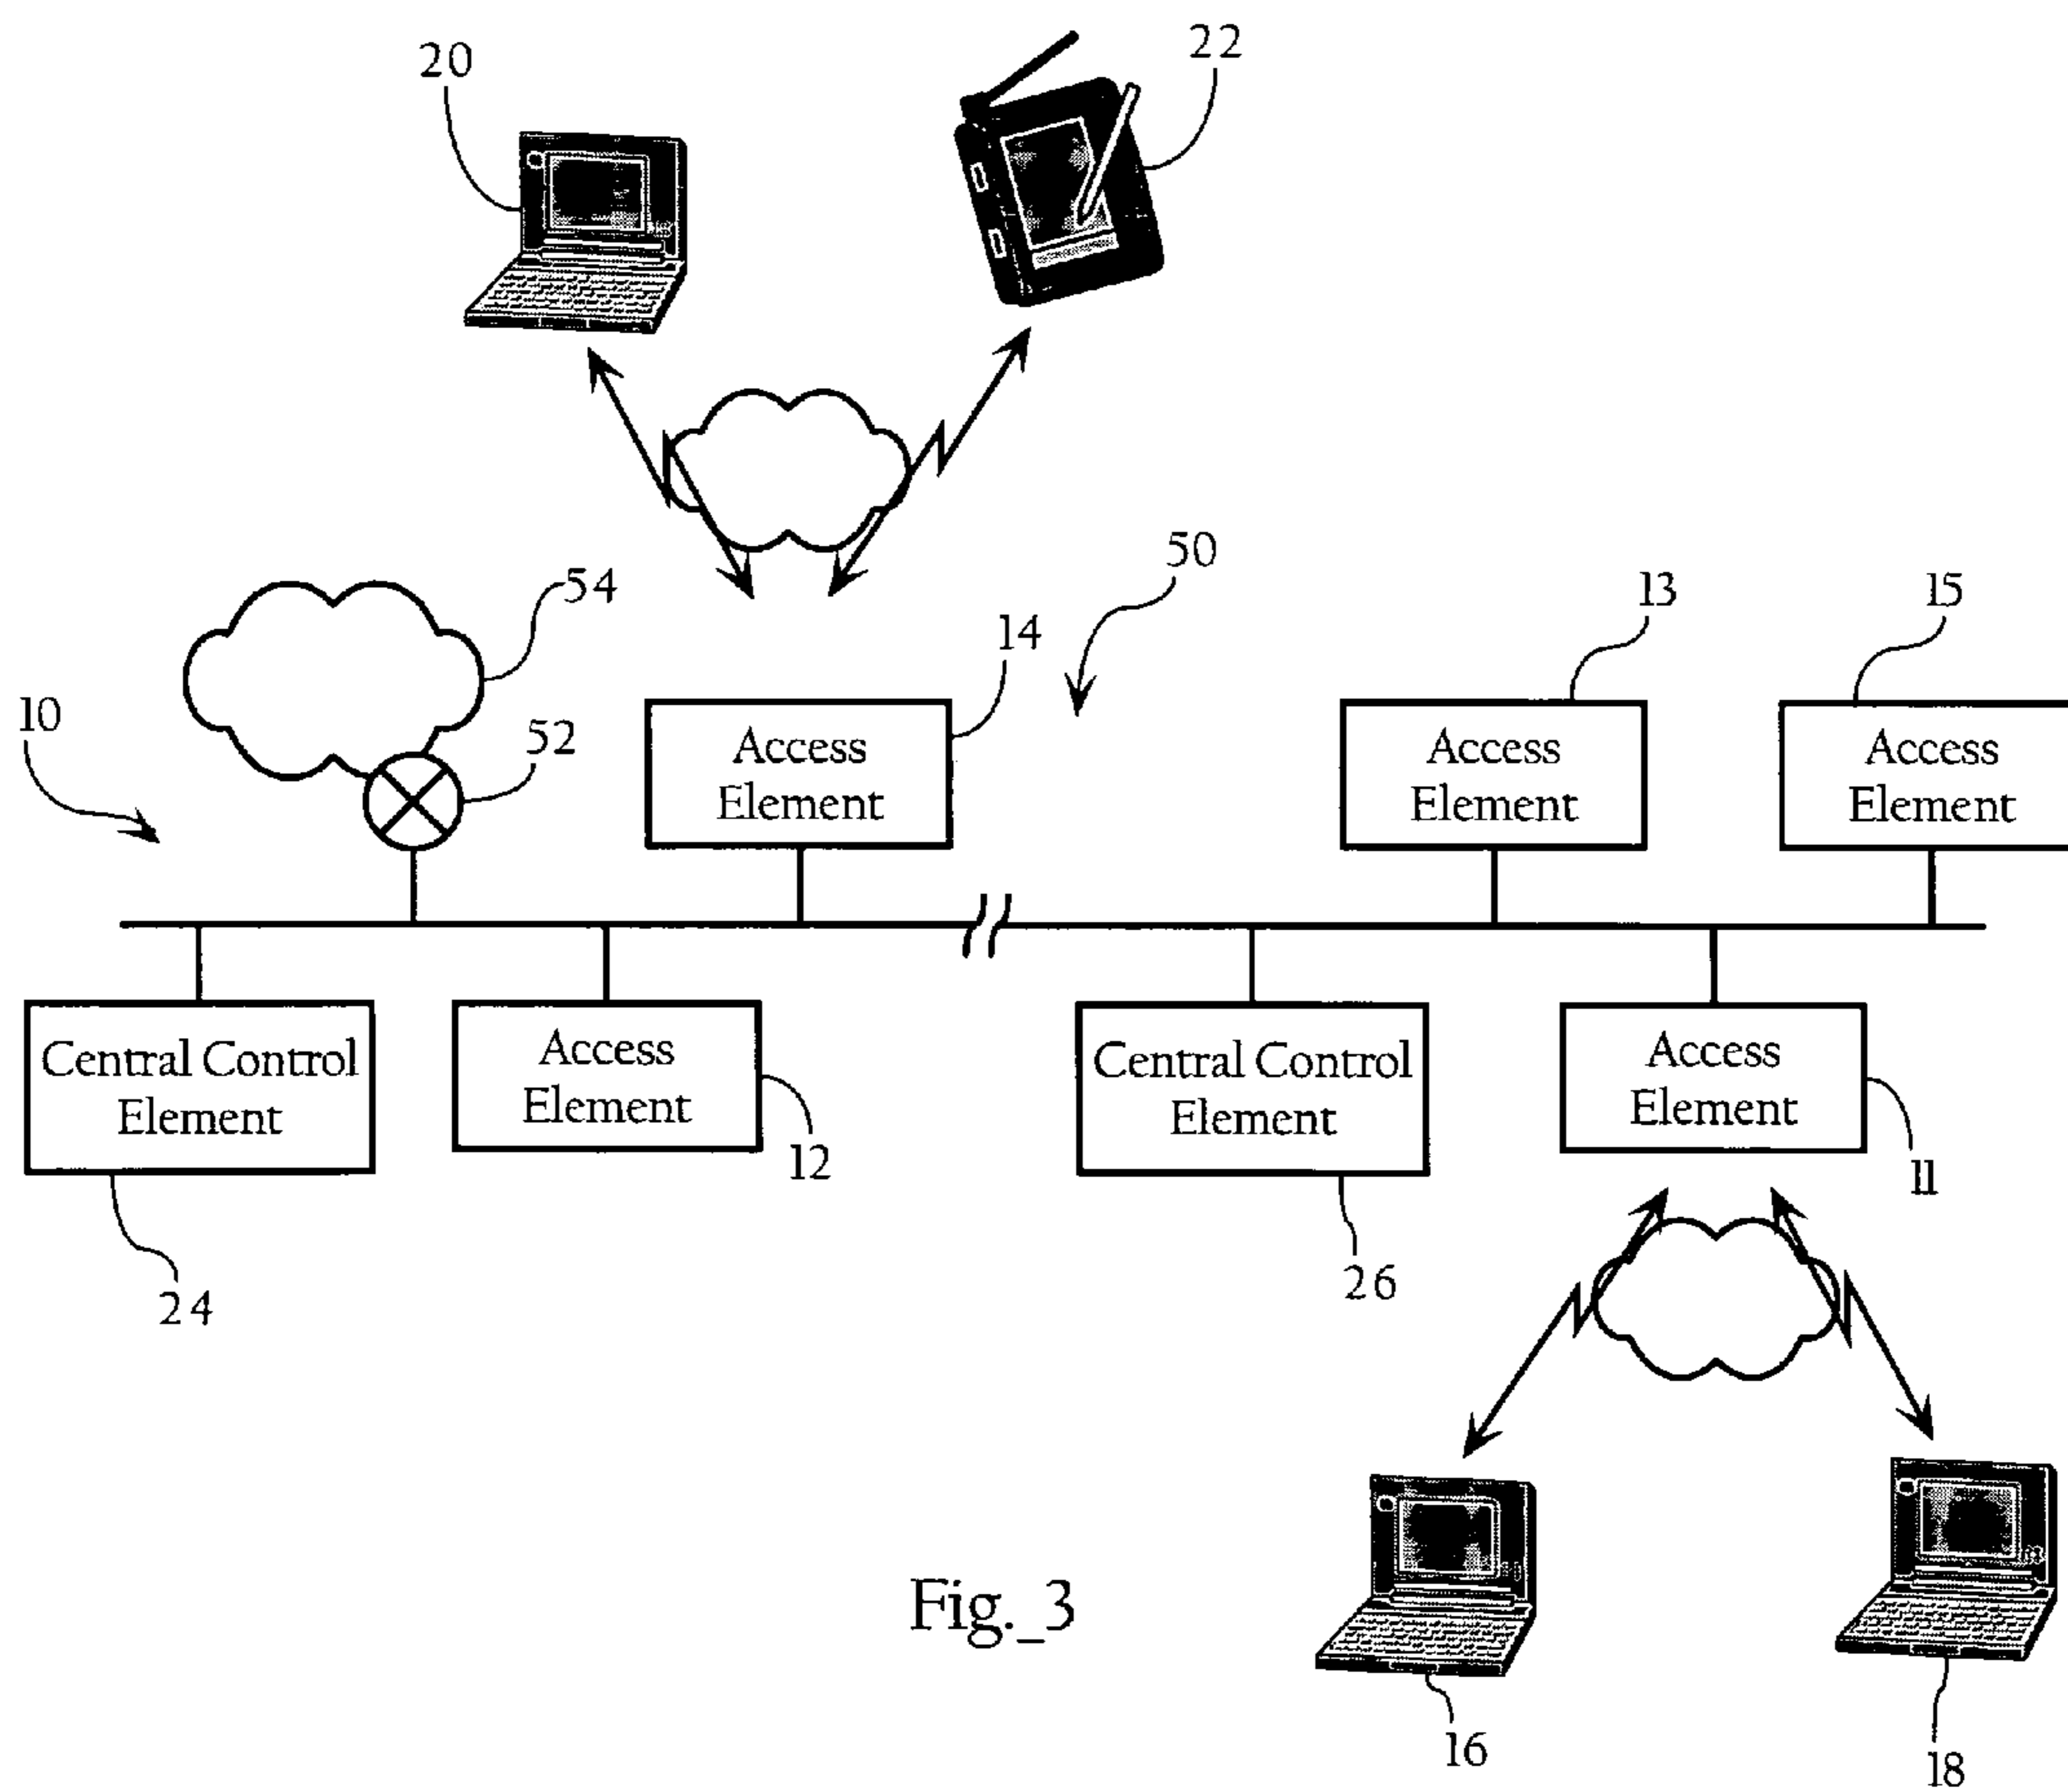 20
22
54
50
13
15
14
10
52
Access
Element
Access
Element
Access
Element
Central Control
Element
Access
Element
Central Control
Element
Access
Element
12
11
24
26
Fig._3
16
18